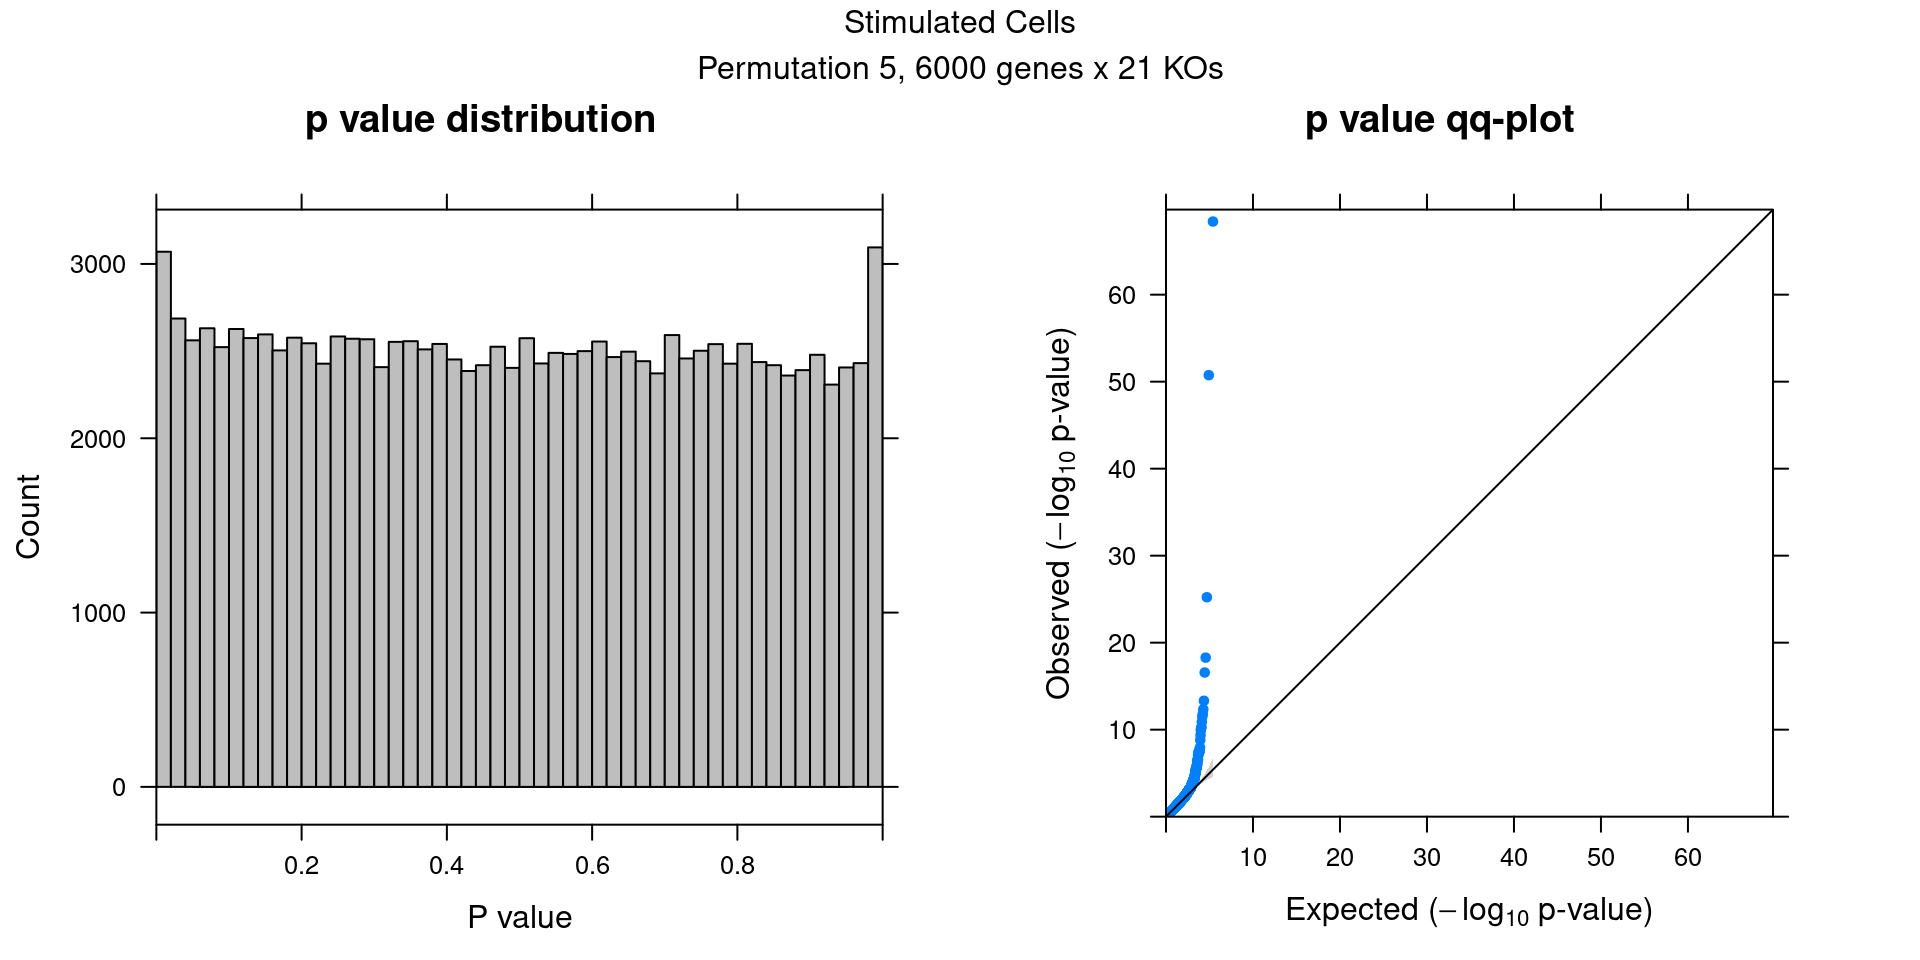 Stimulated Cells
Permutation 5, 6000 genes x 21 KOs
p value distribution
3000
2000
1000
0
Count
0.2 0.4 0.6 0.8
P value
p value qq-plot
60
50
40
30
20
10
Observed (−log10 p-value)
10 20 30 40 50 60
Expected (−log10 p-value)